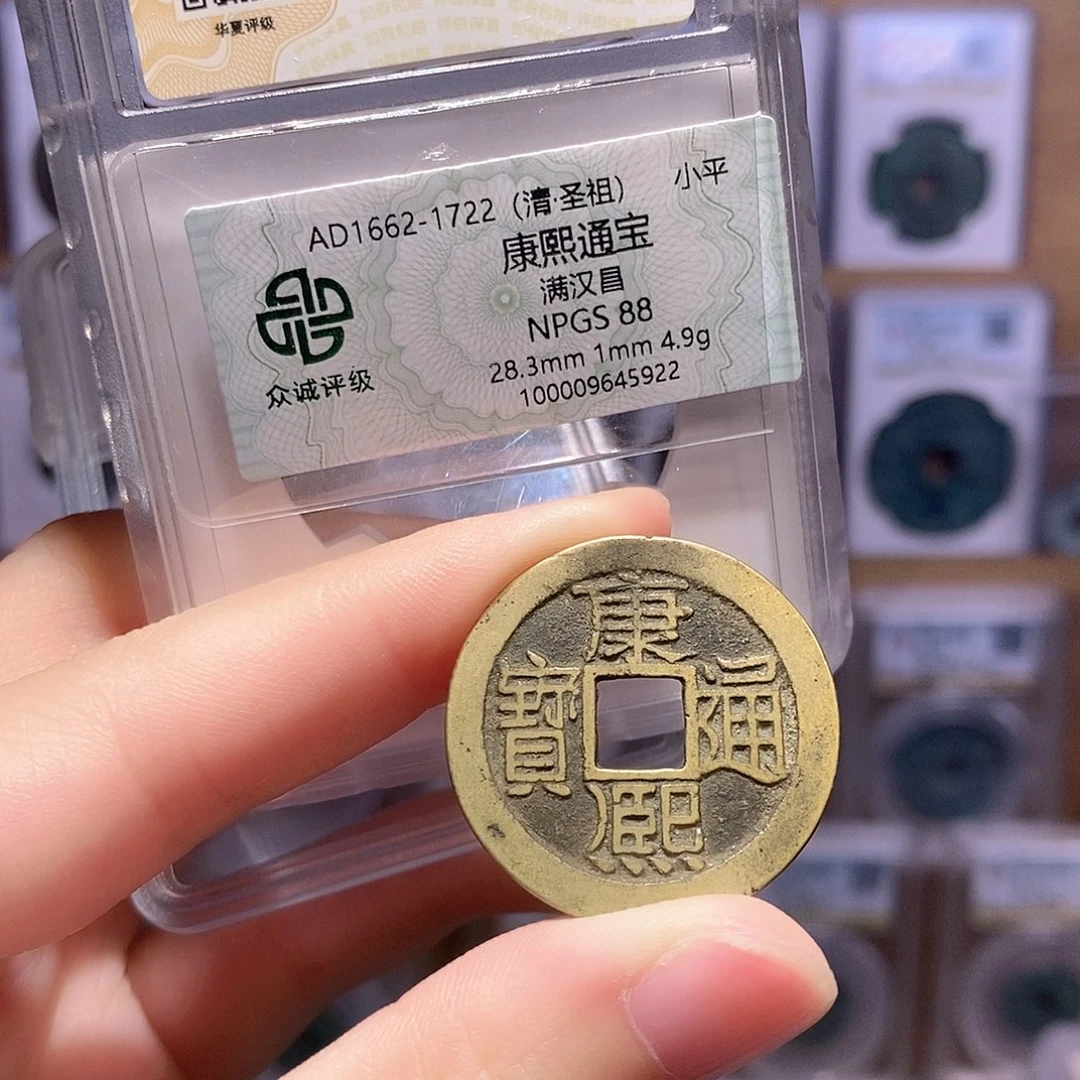 华夏评级
AD1662-1722 (清·圣祖) 小平
康熙通宝
满汉昌
NPGS 88
28.3mm 1mm 4.9g
100009645922
众诚评级
康熙通寶